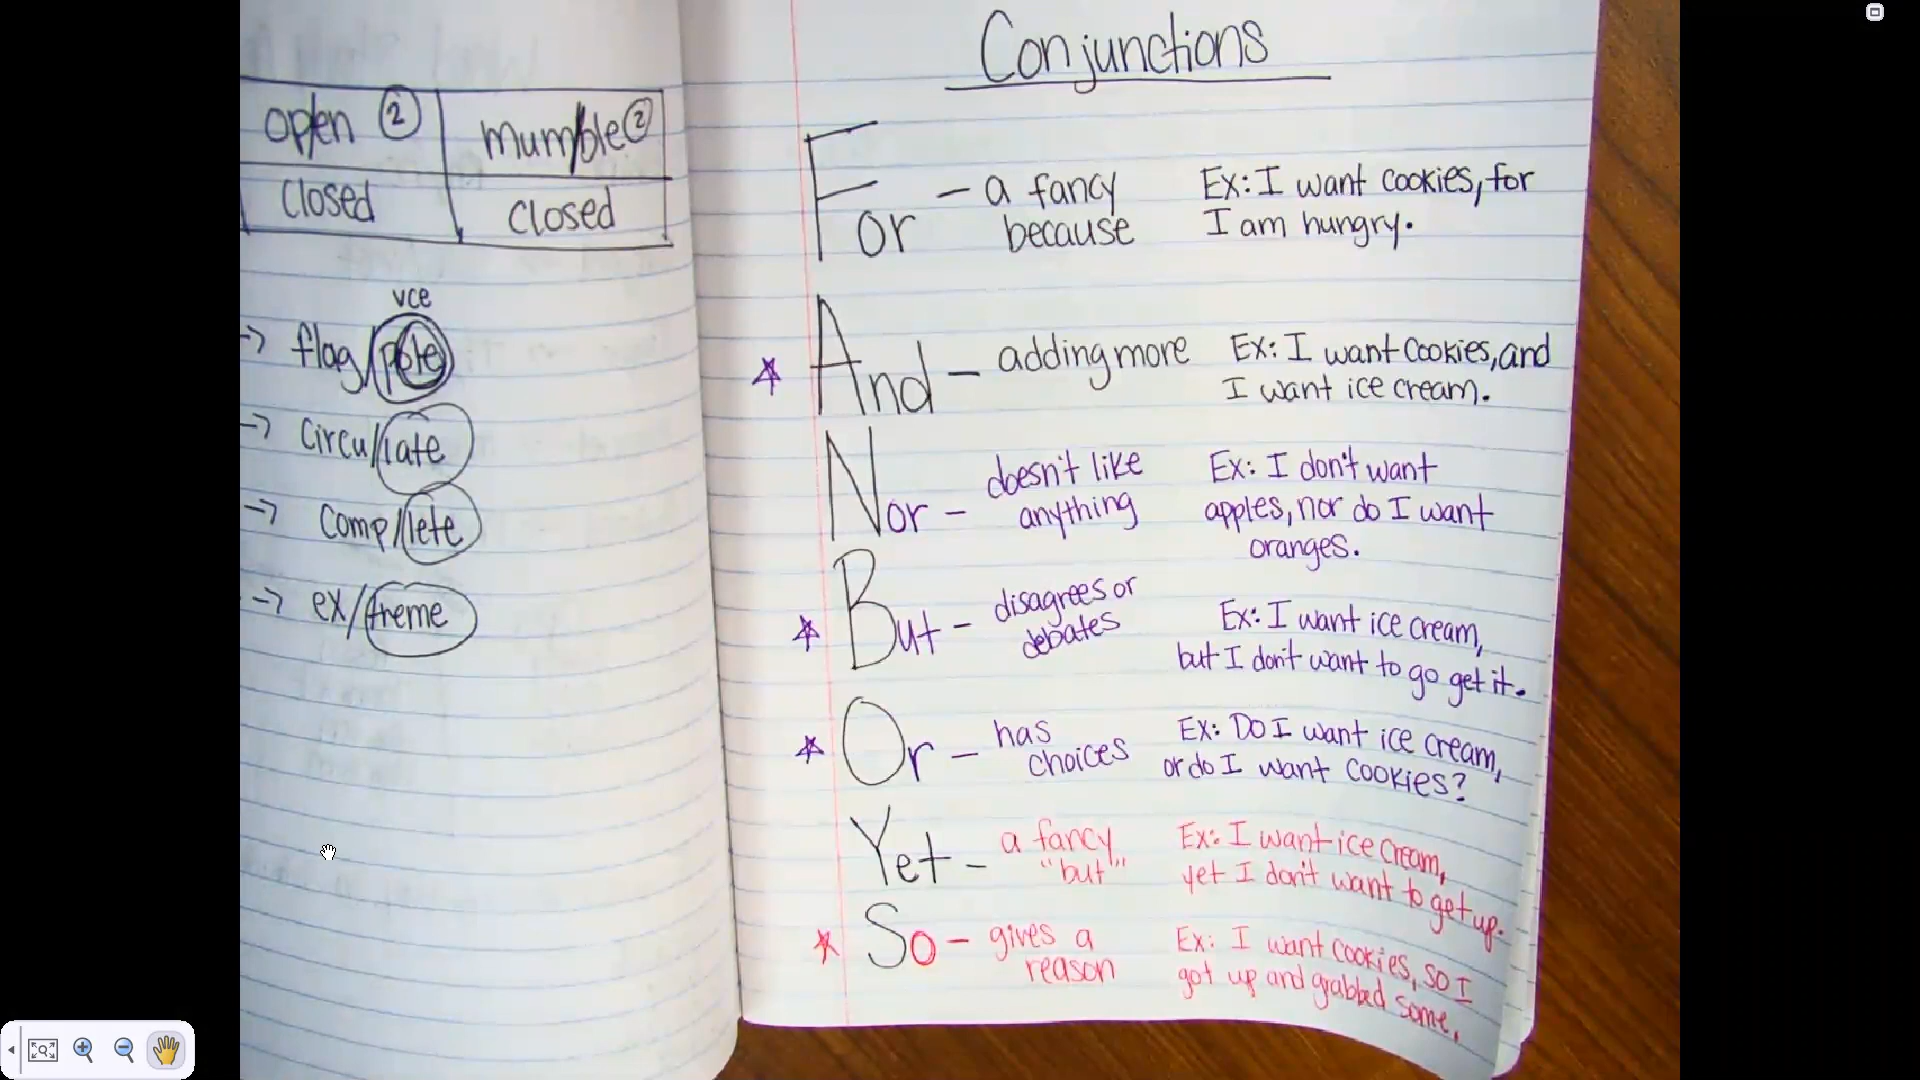 open ②
mum/ble ②
closed
closed
vce
-> flag/pole
-> circu/late
-> comp/lete
-> ex/treme
Conjunctions
For - a fancy
because
Ex: I want cookies, for
I am hungry.
And - adding more
Ex: I want cookies, and
I want ice cream.
Nor - doesn't like
anything
Ex: I don't want
apples, nor do I want
oranges.
But - disagrees or
debates
Ex: I want ice cream,
but I don't want to go get it.
Or - has
choices
Ex: Do I want ice cream,
or do I want cookies?
Yet - a fancy
"but"
Ex: I want ice cream,
yet I don't want to get up.
So - gives a
reason
Ex: I want cookies, so I
got up and grabbed some.